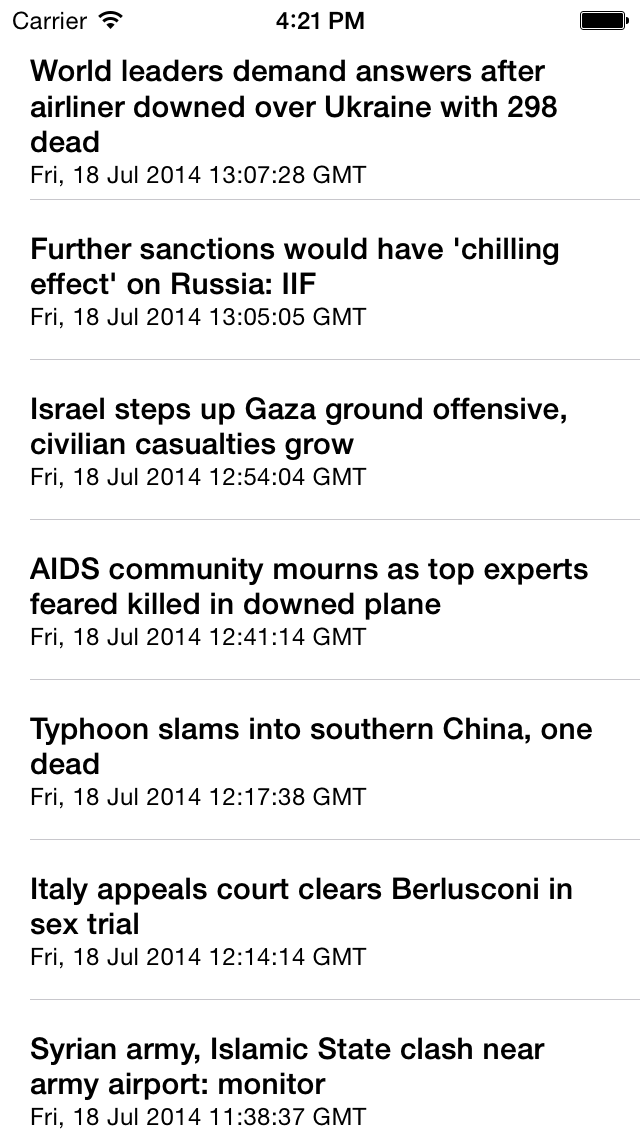 Carrier 4:21 PM
World leaders demand answers after
airliner downed over Ukraine with 298
dead
Fri, 18 Jul 2014 13:07:28 GMT
Further sanctions would have 'chilling
effect' on Russia: IIF
Fri, 18 Jul 2014 13:05:05 GMT
Israel steps up Gaza ground offensive,
civilian casualties grow
Fri, 18 Jul 2014 12:54:04 GMT
AIDS community mourns as top experts
feared killed in downed plane
Fri, 18 Jul 2014 12:41:14 GMT
Typhoon slams into southern China, one
dead
Fri, 18 Jul 2014 12:17:38 GMT
Italy appeals court clears Berlusconi in
sex trial
Fri, 18 Jul 2014 12:14:14 GMT
Syrian army, Islamic State clash near
army airport: monitor
Fri, 18 Jul 2014 11:38:37 GMT